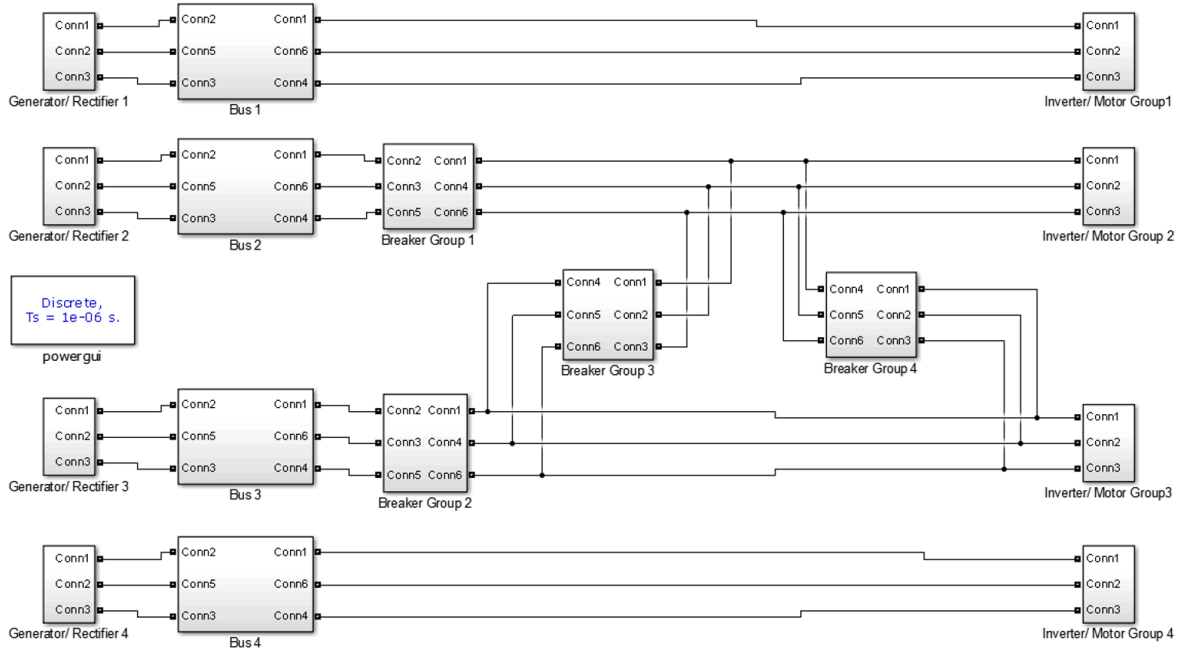 Conn1 Conn2 Conn1 Conn1
Conn2 Conn5 Conn6 Conn2
Conn3 Conn3 Conn4 Conn3
Generator/ Rectifier 1 Bus 1 Inverter/ Motor Group1
Conn1 Conn2 Conn1 Conn2 Conn1 Conn1
Conn2 Conn5 Conn6 Conn3 Conn4 Conn2
Conn3 Conn3 Conn4 Conn5 Conn6 Conn3
Generator/ Rectifier 2 Bus 2 Breaker Group 1 Inverter/ Motor Group 2
Discrete,
Ts = 1e-06 s.
powergui
Conn4 Conn1
Conn5 Conn2
Conn6 Conn3
Breaker Group 3
Conn4 Conn1
Conn5 Conn2
Conn6 Conn3
Breaker Group 4
Conn1 Conn2 Conn1 Conn2 Conn1 Conn1
Conn2 Conn5 Conn6 Conn3 Conn4 Conn2
Conn3 Conn3 Conn4 Conn5 Conn6 Conn3
Generator/ Rectifier 3 Bus 3 Breaker Group 2 Inverter/ Motor Group3
Conn1 Conn2 Conn1 Conn1
Conn2 Conn5 Conn6 Conn2
Conn3 Conn3 Conn4 Conn3
Generator/ Rectifier 4 Bus 4 Inverter/ Motor Group 4